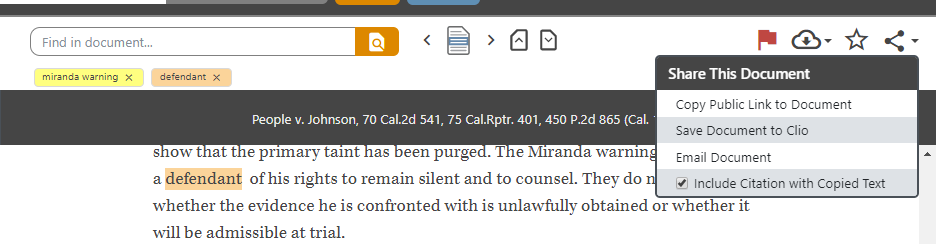 Find in document...
miranda warning ×
defendant ×
Share This Document
Copy Public Link to Document
Save Document to Clio
Email Document
Include Citation with Copied Text
People v. Johnson, 70 Cal.2d 541, 75 Cal.Rptr. 401, 450 P.2d 865 (Cal.
show that the primary taint has been purged. The Miranda warning
a defendant of his rights to remain silent and to counsel. They do
whether the evidence he is confronted with is unlawfully obtained or whether it
will be admissible at trial.